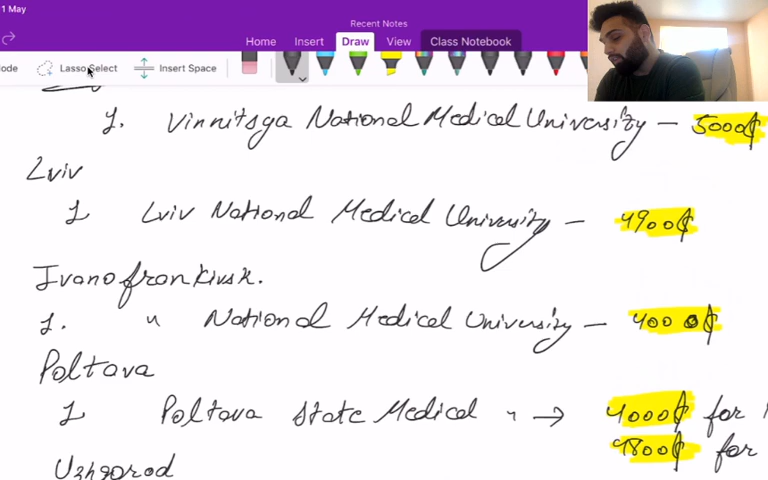 1 May
Recent Notes
Home Insert Draw View Class Notebook
ode Lasso Select Insert Space
1. Vinnitsya National Medical University — 5000$
Lviv
1 Lviv National Medical University — 4900$
Ivanofrankivsk.
1. " National Medical University — 4000$
Poltava
1 Poltava State Medical " → 4000$ for
4800$ for
Uzhgorod